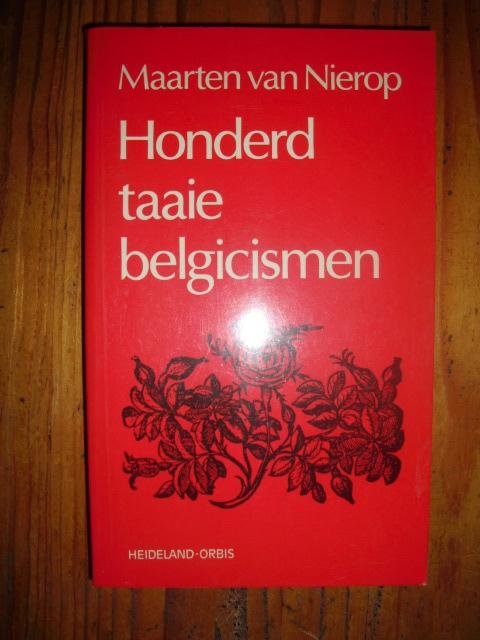 Maarten van Nierop
Honderd
taaie
belgicismen
HEIDELAND-ORBIS